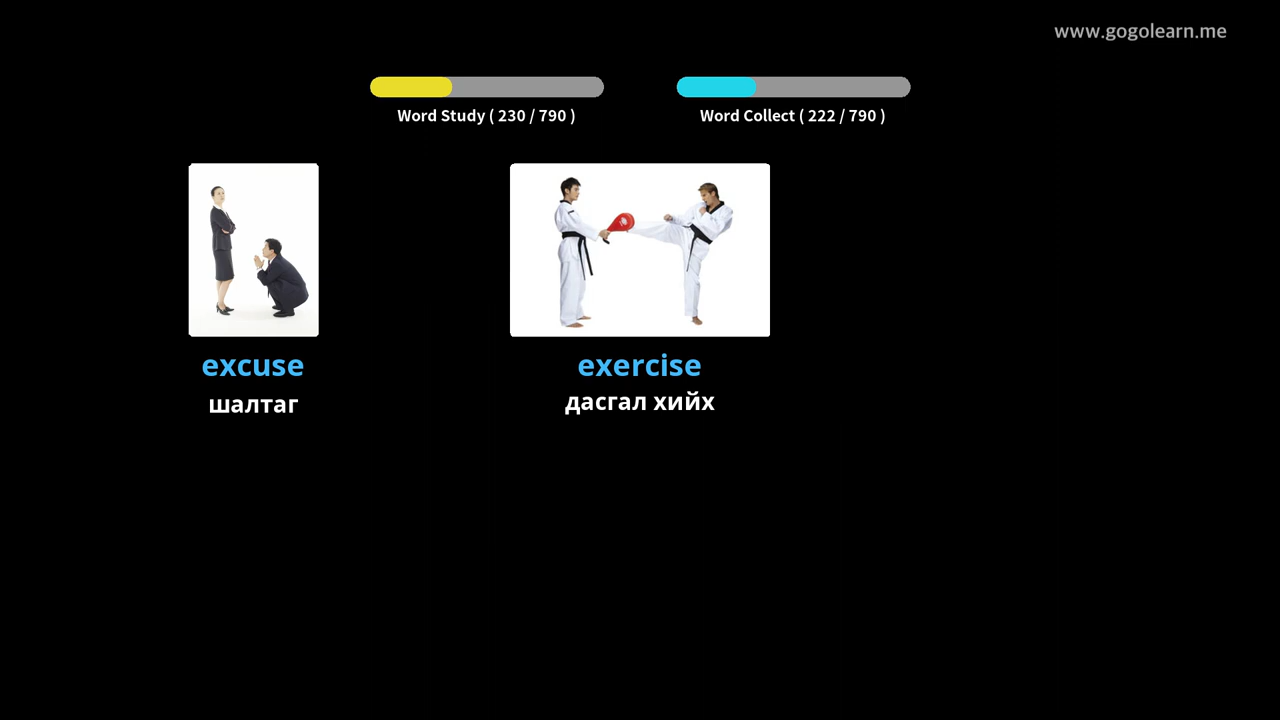 www.gogolearn.me
Word Study ( 230 / 790 )
Word Collect ( 222 / 790 )
excuse
шалтаг
exercise
дасгал хийх